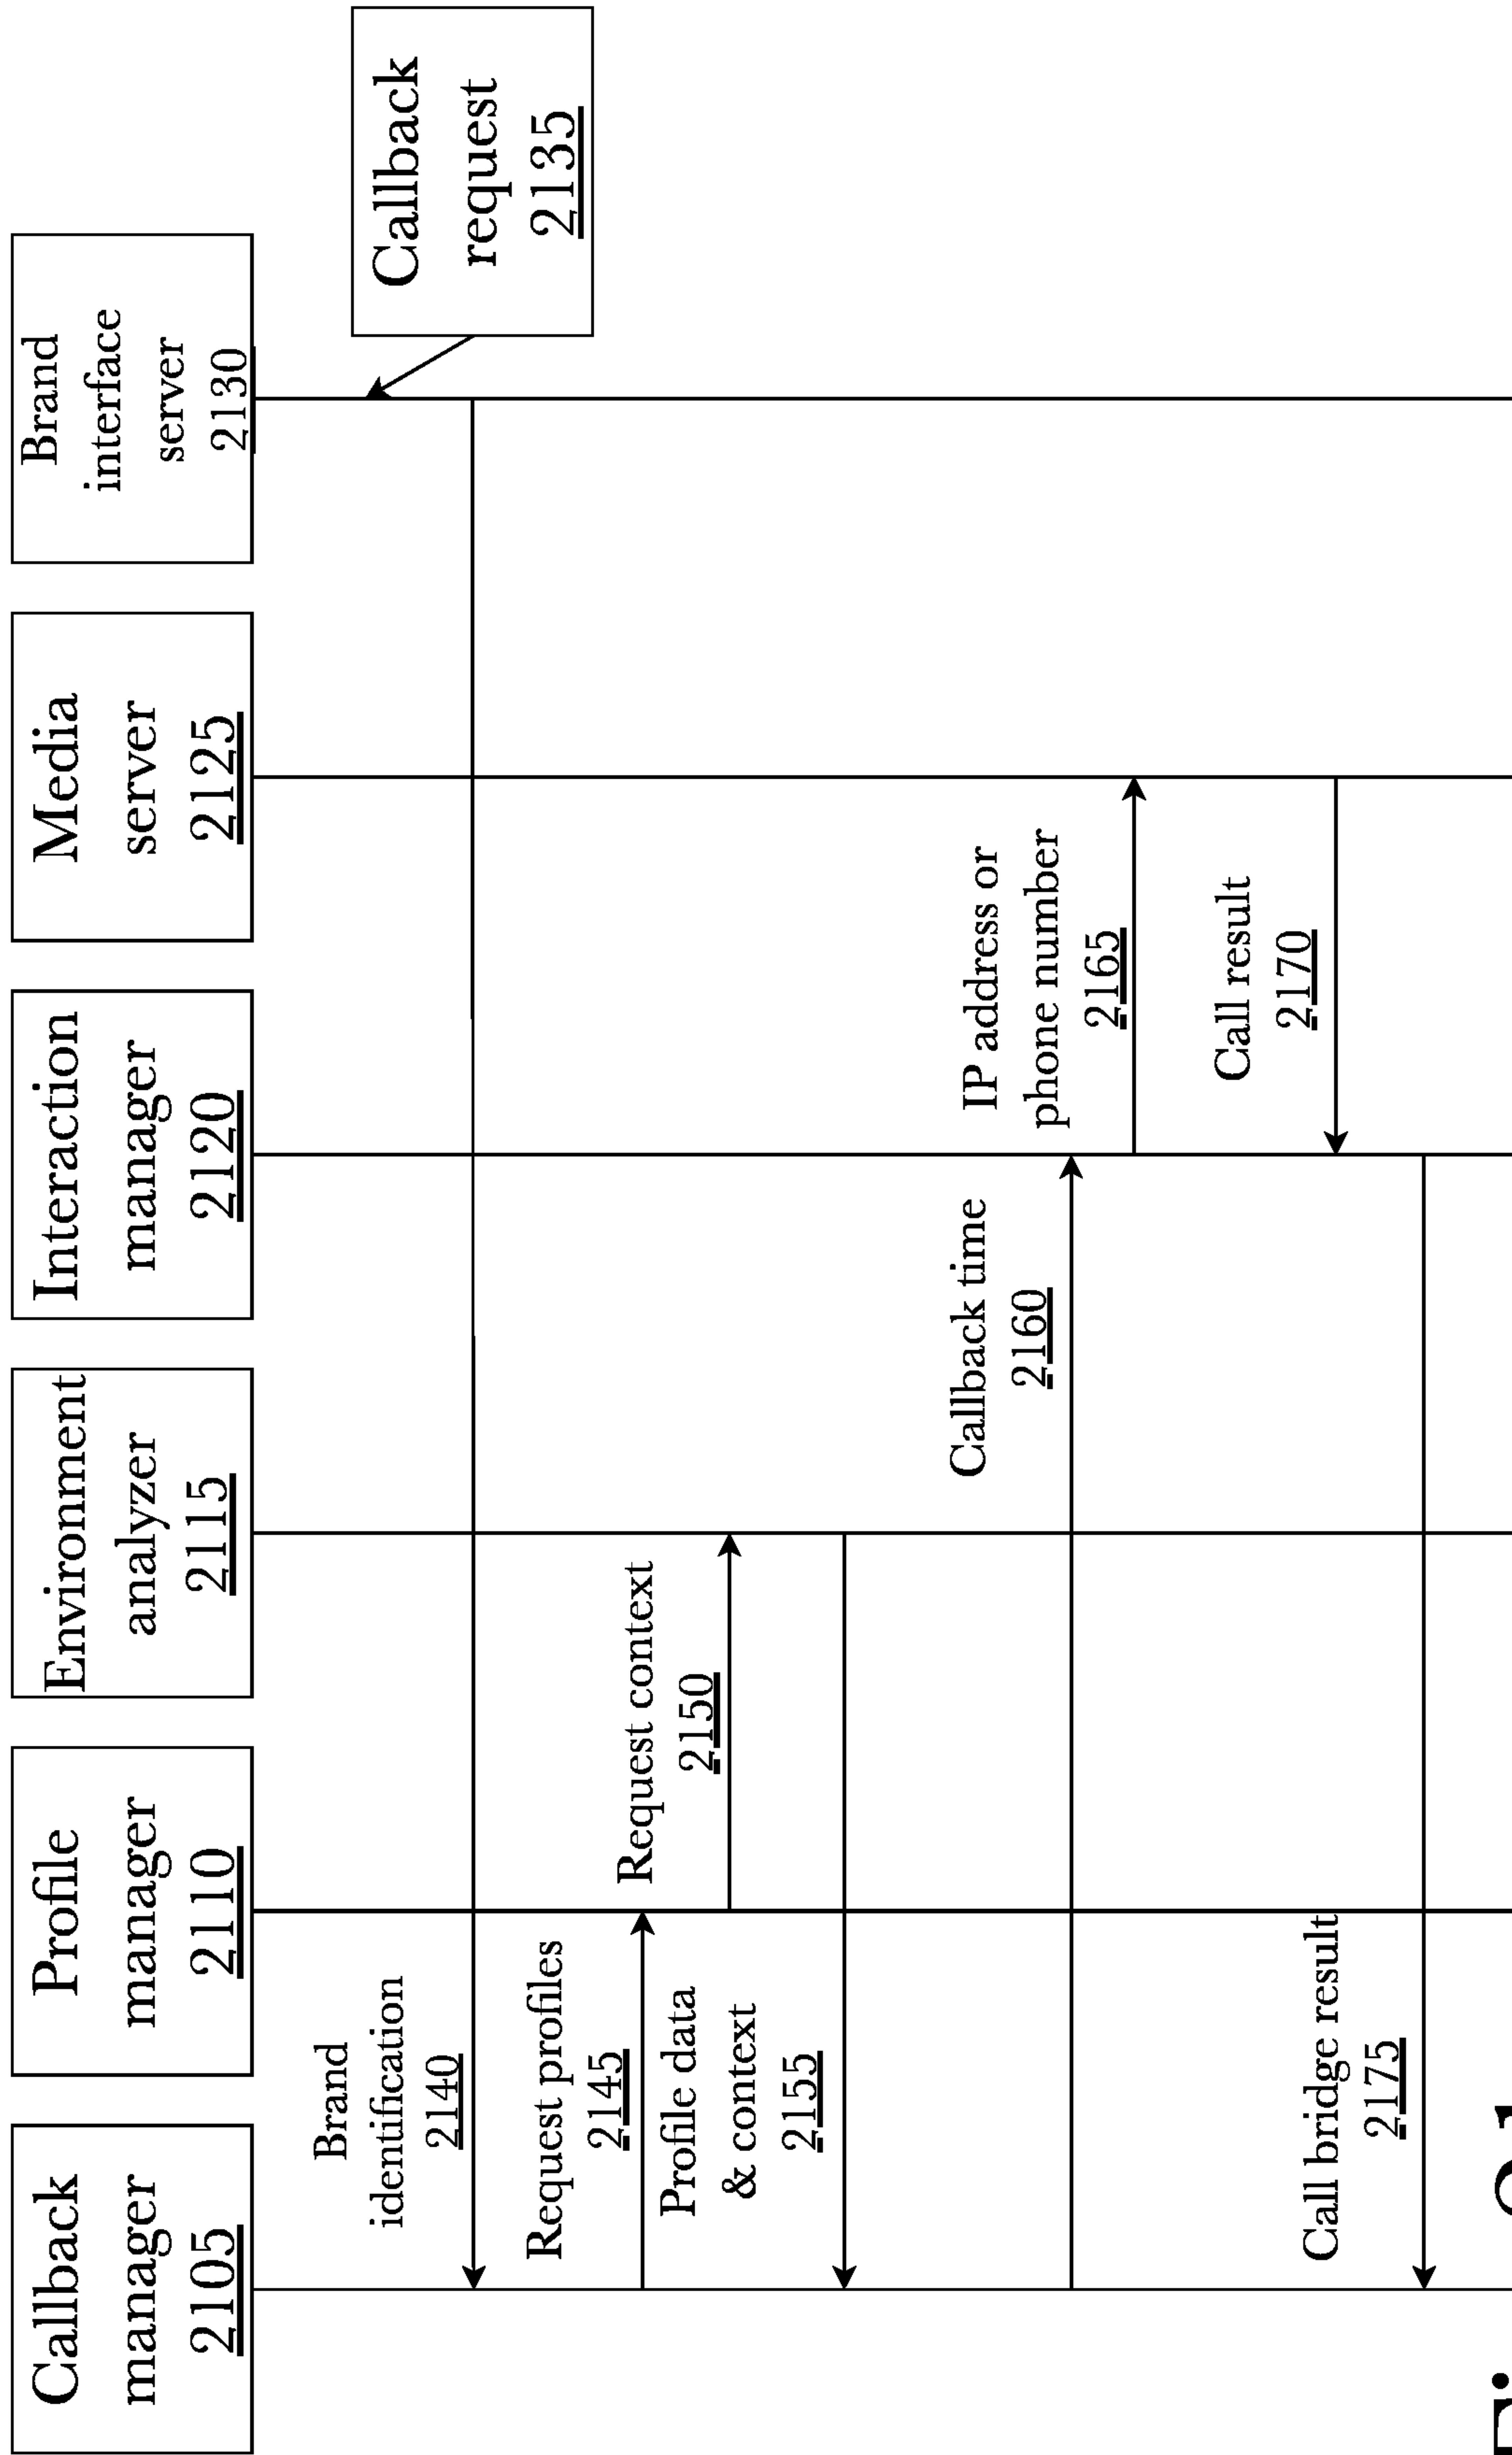 Callback
manager
2105
Profile
manager
2110
Environment
analyzer
2115
Interaction
manager
2120
Media
server
2125
Brand
interface
server
2130
Callback
request
2135
Brand
identification
2140
Request profiles
2145
Request context
2150
Profile data
& context
2155
Callback time
2160
IP address or
phone number
2165
Call result
2170
Call bridge result
2175